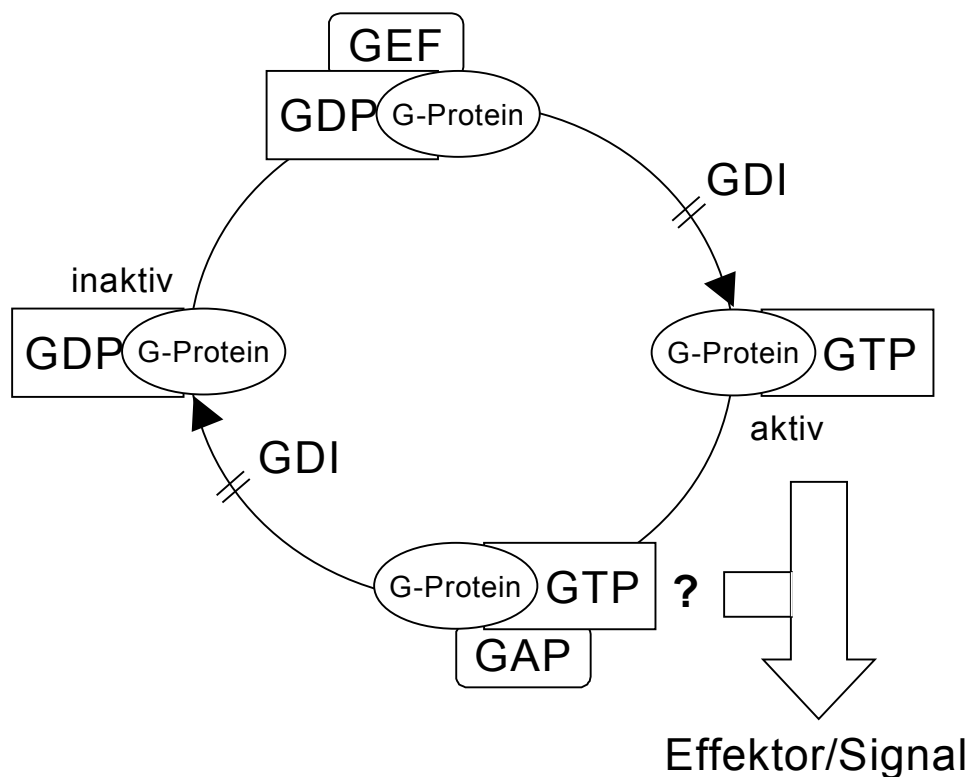 GEF
GDP G-Protein
GDI
inaktiv
GDP G-Protein
G-Protein GTP
aktiv
GDI
G-Protein GTP ?
GAP
Effektor/Signal